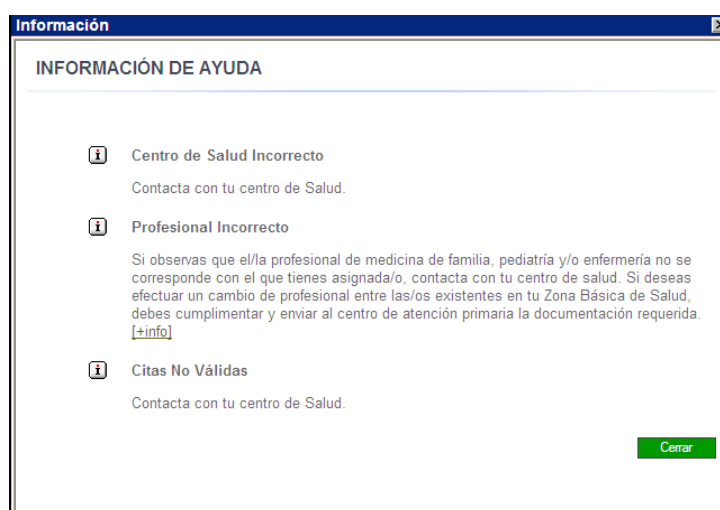 Información
INFORMACIÓN DE AYUDA
Centro de Salud Incorrecto
Contacta con tu centro de Salud.
Profesional Incorrecto
Si observas que el/la profesional de medicina de familia, pediatría y/o enfermería no se
corresponde con el que tienes asignada/o, contacta con tu centro de salud. Si deseas
efectuar un cambio de profesional entre las/os existentes en tu Zona Básica de Salud,
debes cumplimentar y enviar al centro de atención primaria la documentación requerida.
[+info]
Citas No Válidas
Contacta con tu centro de Salud.
Cerrar